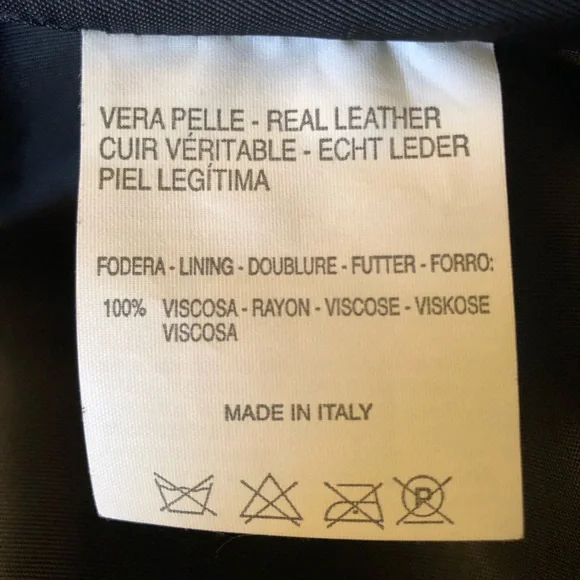 VERA PELLE - REAL LEATHER
CUIR VÉRITABLE - ECHT LEDER
PIEL LEGÍTIMA
FODERA - LINING - DOUBLURE - FUTTER - FORRO:
100% VISCOSA - RAYON - VISCOSE - VISKOSE
VISCOSA
MADE IN ITALY
P